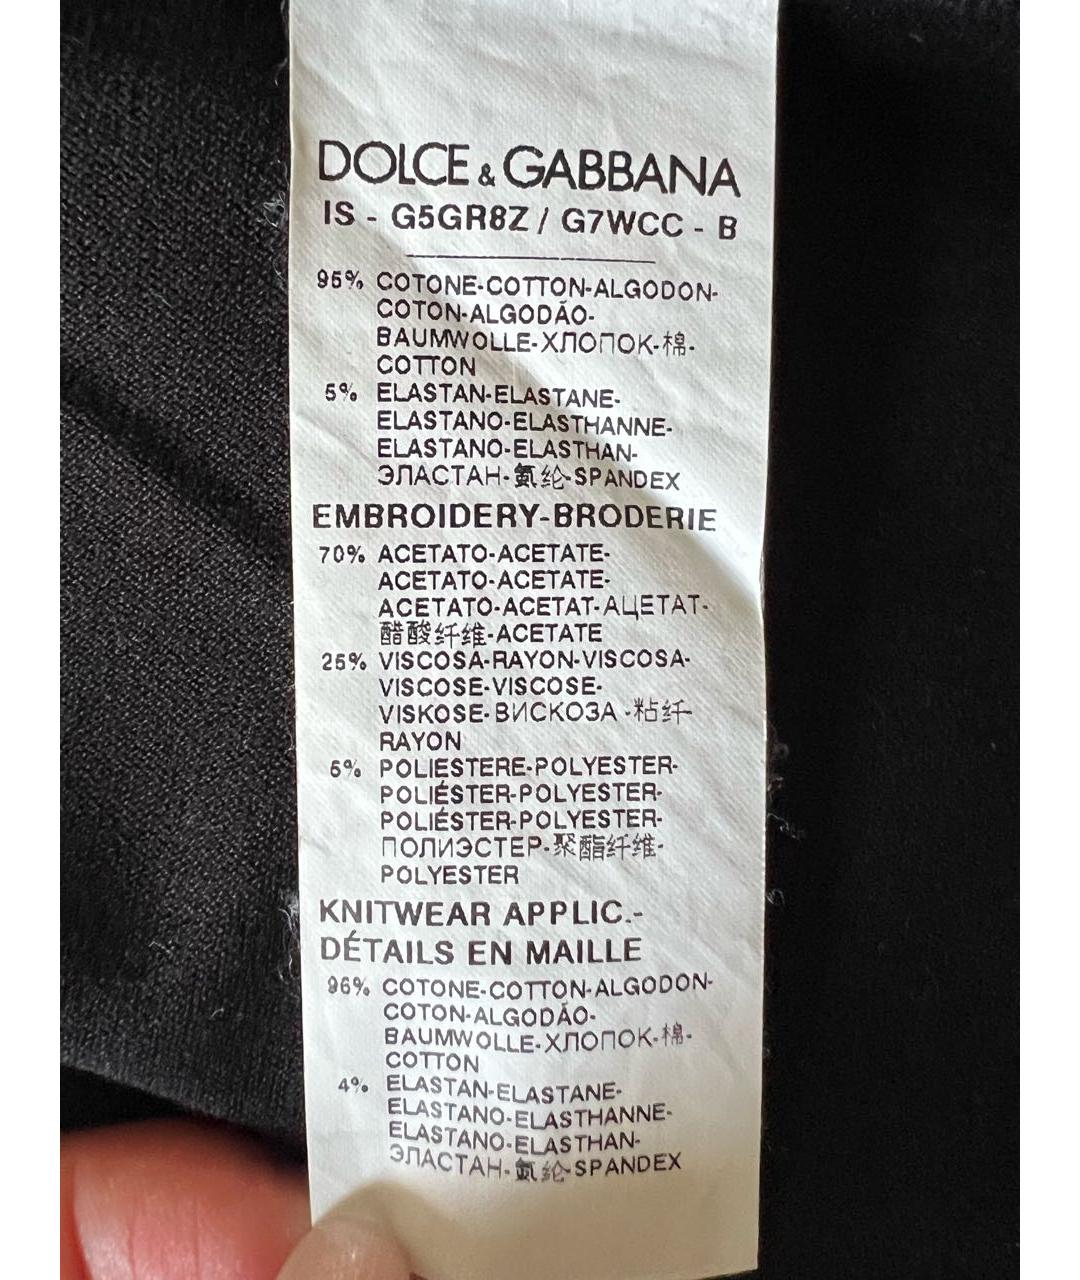 DOLCE & GABBANA
IS - G5GR8Z / G7WCC - B
95% COTONE-COTTON-ALGODON-
COTON-ALGODÃO-
BAUMWOLLE-ХЛОПОК-棉-
COTTON
5% ELASTAN-ELASTANE-
ELASTANO-ELASTHANNE-
ELASTANO-ELASTHAN-
ЭЛАСТАН-氨纶-SPANDEX
EMBROIDERY-BRODERIE
70% ACETATO-ACETATE-
ACETATO-ACETATE-
ACETATO-ACETAT-АЦЕТАТ-
醋酸纤维-ACETATE
25% VISCOSA-RAYON-VISCOSA-
VISCOSE-VISCOSE-
VISKOSE-ВИСКОЗА-粘纤-
RAYON
5% POLIESTERE-POLYESTER-
POLIÉSTER-POLYESTER-
POLIÉSTER-POLYESTER-
ПОЛИЭСТЕР-聚酯纤维-
POLYESTER
KNITWEAR APPLIC.-
DÉTAILS EN MAILLE
96% COTONE-COTTON-ALGODON-
COTON-ALGODÃO-
BAUMWOLLE-ХЛОПОК-棉-
COTTON
4% ELASTAN-ELASTANE-
ELASTANO-ELASTHANNE-
ELASTANO-ELASTHAN-
ЭЛАСТАН-氨纶-SPANDEX